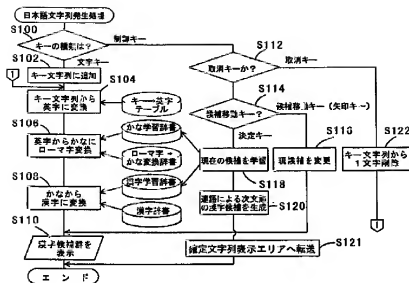 日本語文字列発生処理
S100
キーの種類は?
制御キー
文字キー
S102
1
キー文字列に追加
S104
キー文字列から
英字に変換
キー・英字
テーブル
S106
英字からかなに
ローマ字変換
かな学習辞書
ローマ字・
かな変換辞書
S108
かなから
漢字に変換
漢字学習辞書
漢字辞書
S110
漢字候補群を
表示
エンド
S112
取消キーか?
取消キー
S114
候補移動キー?
候補移動キー(矢印キー)
決定キー
S116
現在の候補を学習
現候補を変更
S118
連語による次文節
の漢字候補を生成
S120
確定文字列表示エリアへ転送
S121
S122
キー文字列から
1文字削除
1